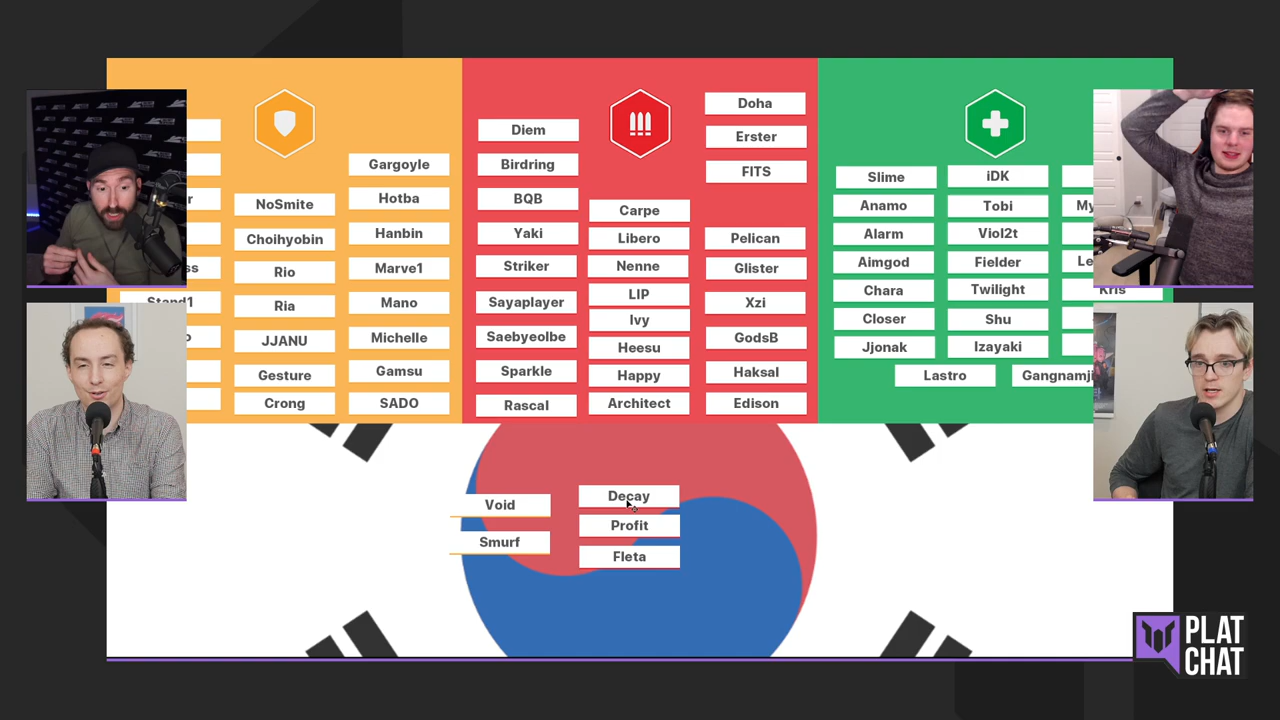 NoSmite
Choihyobin
Rio
Ria
JJANU
Gesture
Crong
Gargoyle
Hotba
Hanbin
Marve1
Mano
Michelle
Gamsu
SADO
Diem
Birdring
BQB
Yaki
Striker
Sayaplayer
Saebyeolbe
Sparkle
Rascal
Carpe
Libero
Nenne
LIP
Ivy
Heesu
Happy
Architect
Doha
Erster
FITS
Pelican
Glister
Xzi
GodsB
Haksal
Edison
Slime
Anamo
Alarm
Aimgod
Chara
Closer
Jjonak
iDK
Tobi
Viol2t
Fielder
Twilight
Shu
Izayaki
Lastro
Void
Smurf
Decay
Profit
Fleta
PLAT
CHAT